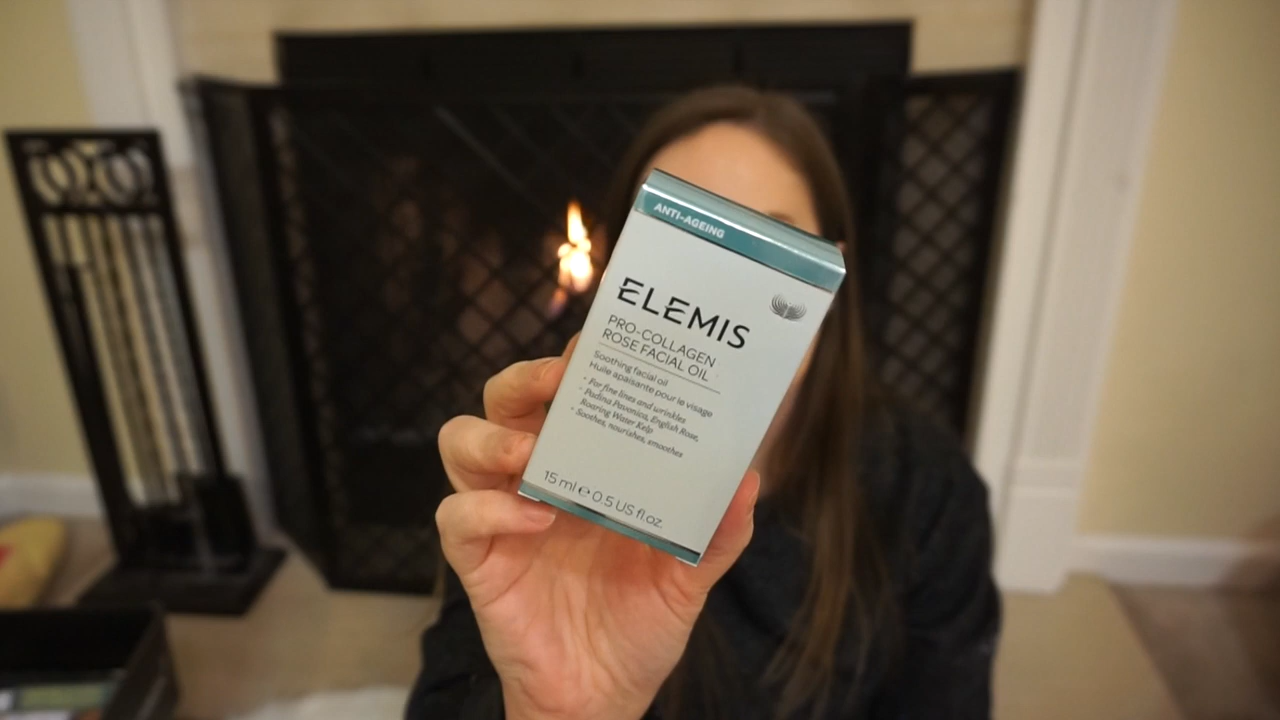 ANTI-AGEING
ELEMIS
PRO-COLLAGEN
ROSE FACIAL OIL
Soothing facial oil
Huile apaisante pour le visage
• For fine lines and wrinkles
• Padina Pavonica, English Rose,
Roaring Water Kelp
• Soothes, nourishes, smoothes
15 ml e 0.5 US fl.oz.